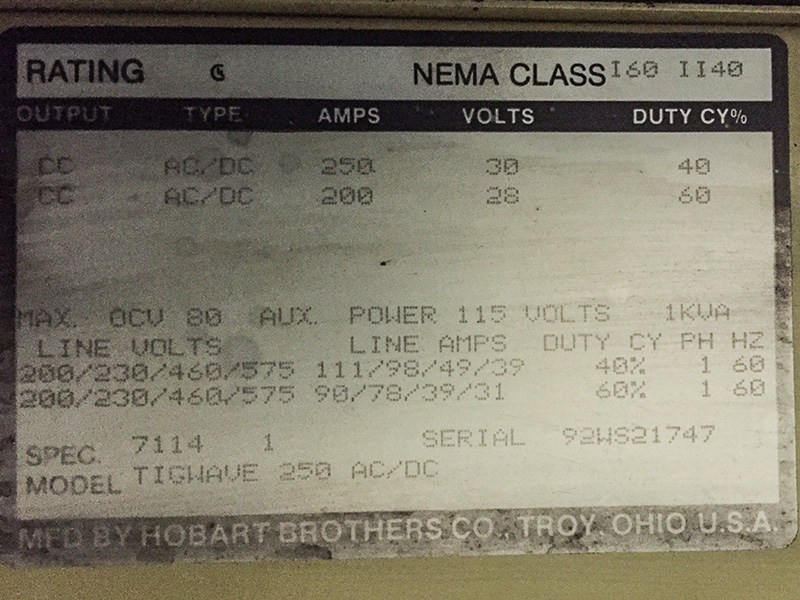 RATING G NEMA CLASS I60 II40
OUTPUT TYPE AMPS VOLTS DUTY CY%
CC AC/DC 250 30 40
CC AC/DC 200 28 60
MAX. OCV 80 AUX. POWER 115 VOLTS 1KVA
LINE VOLTS LINE AMPS DUTY CY PH HZ
200/230/460/575 111/98/49/39 40% 1 60
200/230/460/575 90/78/39/31 60% 1 60
SPEC. 7114 1 SERIAL 92WS21747
MODEL TIGWAVE 250 AC/DC
MFD BY HOBART BROTHERS CO., TROY, OHIO U.S.A.